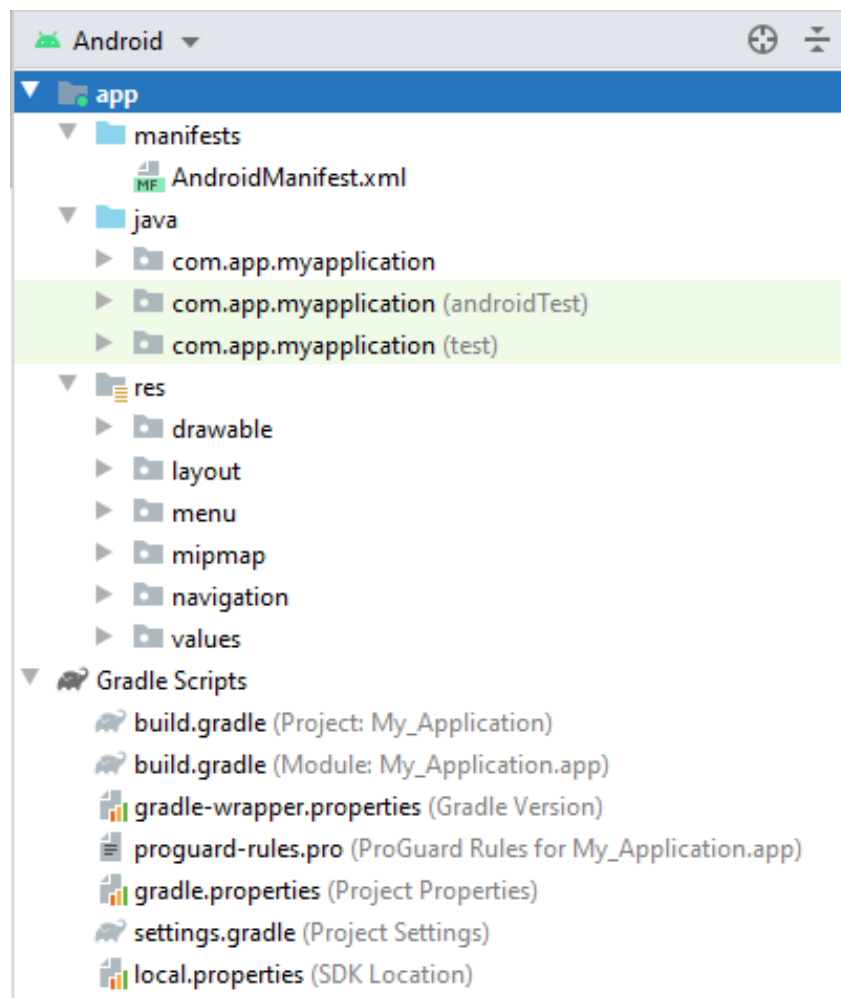 Android
app
manifests
MF AndroidManifest.xml
java
com.app.myapplication
com.app.myapplication (androidTest)
com.app.myapplication (test)
res
drawable
layout
menu
mipmap
navigation
values
Gradle Scripts
build.gradle (Project: My_Application)
build.gradle (Module: My_Application.app)
gradle-wrapper.properties (Gradle Version)
proguard-rules.pro (ProGuard Rules for My_Application.app)
gradle.properties (Project Properties)
settings.gradle (Project Settings)
local.properties (SDK Location)